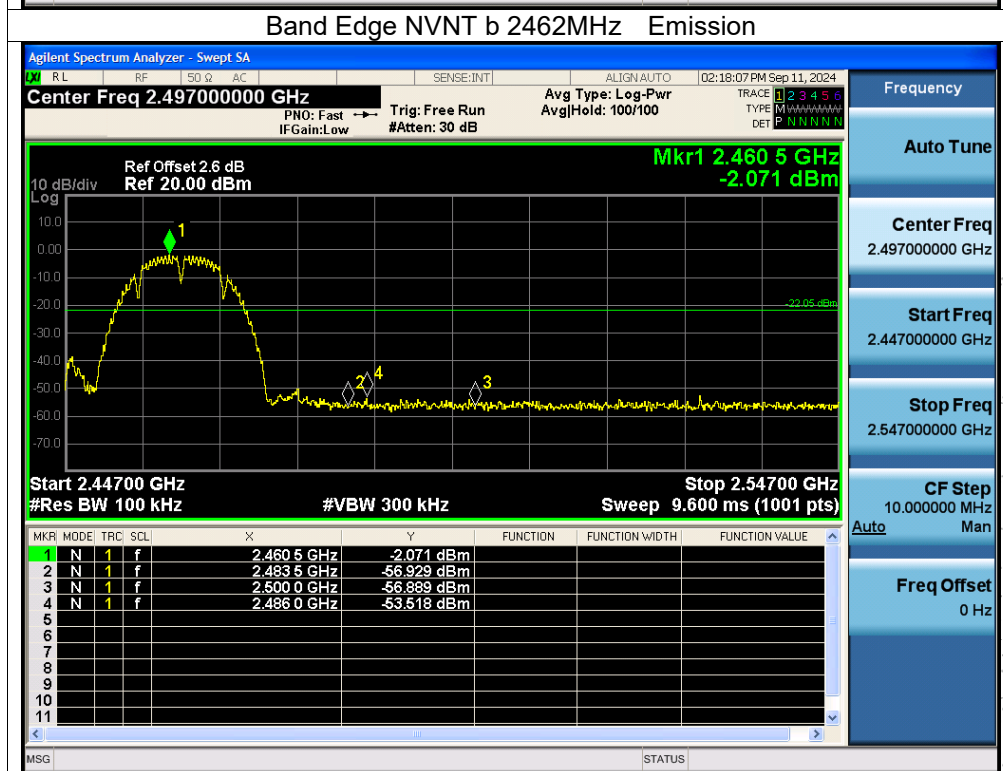 Band Edge NVNT b 2462MHz Emission
Agilent Spectrum Analyzer - Swept SA
LXI RL RF 50 Ω AC SENSE:INT ALIGN AUTO 02:18:07 PM Sep 11, 2024
Center Freq 2.497000000 GHz
PNO: Fast
IFGain:Low
Trig: Free Run
#Atten: 30 dB
Avg Type: Log-Pwr
Avg|Hold: 100/100
TRACE 1 2 3 4 5 6
TYPE M
DET P N N N N N
Ref Offset 2.6 dB
Ref 20.00 dBm
10 dB/div
Log
Mkr1 2.460 5 GHz
-2.071 dBm
10.0
0.00
-10.0
-20.0
-30.0
-40.0
-50.0
-60.0
-70.0
1
-22.05 dBm
2
4
3
Start 2.44700 GHz
Stop 2.54700 GHz
#Res BW 100 kHz
#VBW 300 kHz
Sweep 9.600 ms (1001 pts)
MKR MODE TRC SCL X Y FUNCTION FUNCTION WIDTH FUNCTION VALUE
1 N 1 f 2.460 5 GHz -2.071 dBm
2 N 1 f 2.483 5 GHz -56.929 dBm
3 N 1 f 2.500 0 GHz -56.889 dBm
4 N 1 f 2.486 0 GHz -53.518 dBm
5
6
7
8
9
10
11
MSG
STATUS
Frequency
Auto Tune
Center Freq
2.497000000 GHz
Start Freq
2.447000000 GHz
Stop Freq
2.547000000 GHz
CF Step
10.000000 MHz
Auto Man
Freq Offset
0 Hz